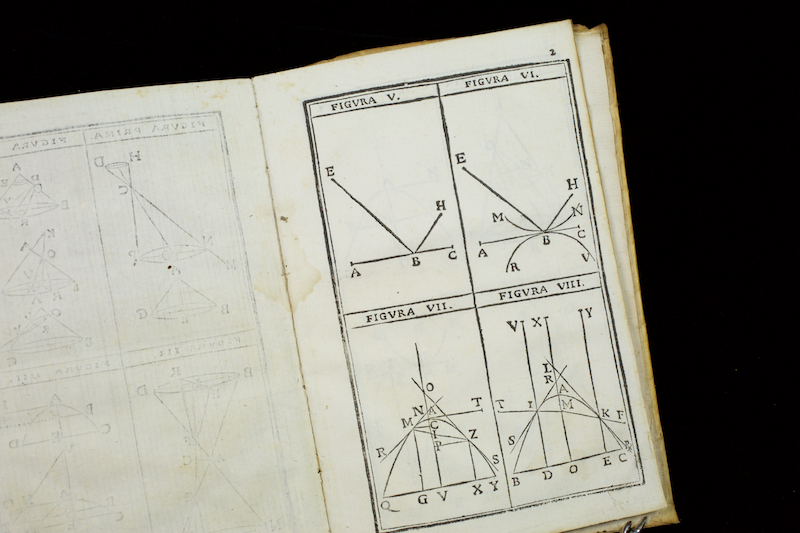 2
FIGVRA V.
FIGVRA VI.
E
H
A B C
E
H
M N
A B C
R V
FIGVRA VII.
FIGVRA VIII.
O
N A T
M C
I
P Z
R S
Q G V X Y
V X Y
L
R
A
T I M K F
S
B D O E C